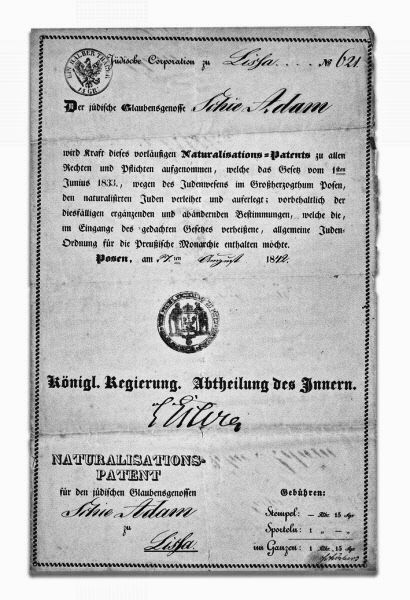 EIN HALBER THALER
15 GR.
Jüdische Corporation zu Lissa .... № 621
Der jüdische Glaubensgenosse Schie Adam
wird Kraft dieses vorläufigen Naturalisations=Patents zu allen
Rechten und Pflichten aufgenommen, welche das Gesetz vom 1sten
Junius 1833., wegen des Judenwesens im Großherzogthum Posen,
den naturalisirten Juden verleihet und auferlegt; vorbehaltlich der
diesfälligen ergänzenden und abändernden Bestimmungen, welche die,
im Eingange des gedachten Gesetzes verheißene, allgemeine Juden-
Ordnung für die Preußische Monarchie enthalten möchte.
Posen, am August 1842.
Königl. Regierung. Abtheilung des Innern.
NATURALISATIONS-
PATENT
für den jüdischen Glaubensgenossen
Schie Adam
zu
Lissa.
Gebühren:
Stempel: — Rtlr. 15 Sgr.
Sporteln: 1 „ — „
im Ganzen: 1 Rtlr. 15 Sgr.